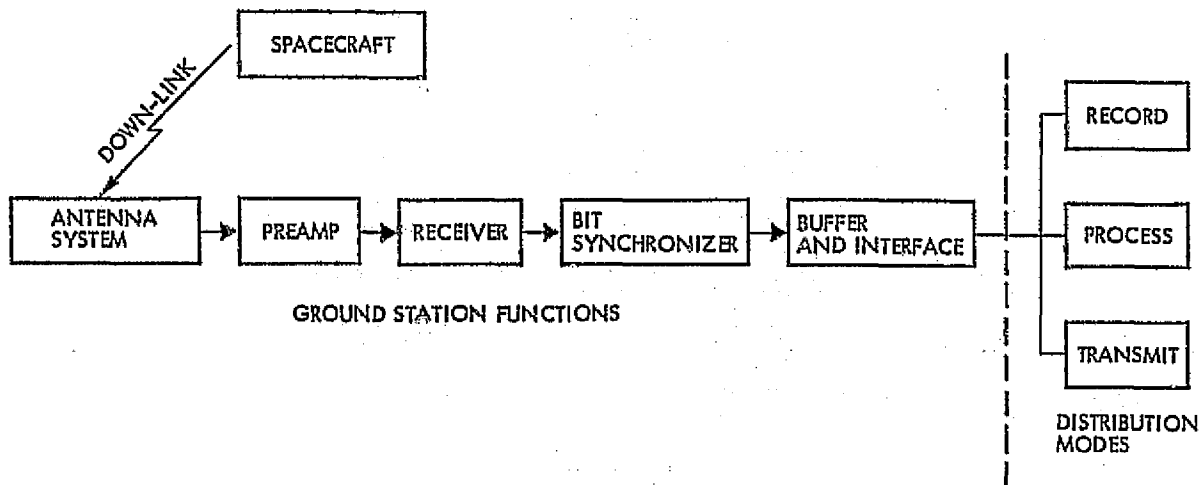 SPACECRAFT
DOWN-LINK
ANTENNA
SYSTEM
PREAMP
RECEIVER
BIT
SYNCHRONIZER
BUFFER
AND INTERFACE
RECORD
PROCESS
TRANSMIT
GROUND STATION FUNCTIONS
DISTRIBUTION
MODES